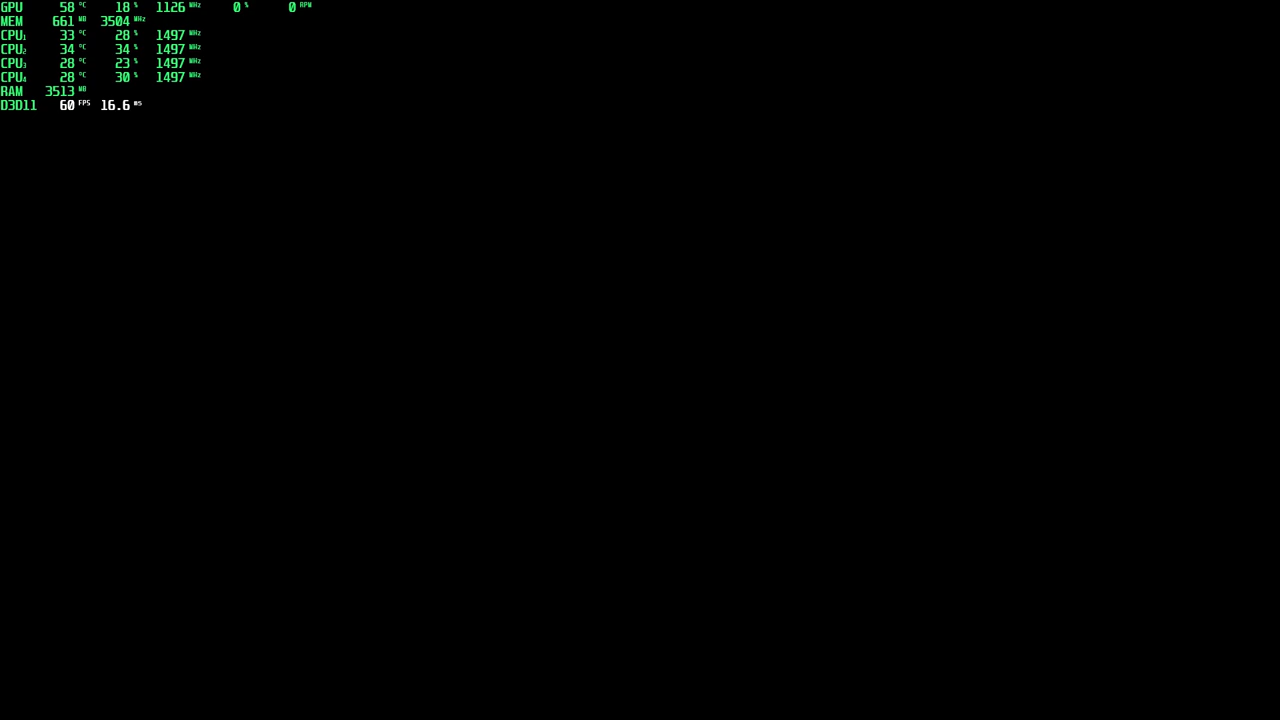 GPU 58 °C 18 % 1126 MHz 0 % 0 RPM
MEM 661 MB 3504 MHz
CPU1 33 °C 28 % 1497 MHz
CPU2 34 °C 34 % 1497 MHz
CPU3 28 °C 23 % 1497 MHz
CPU4 28 °C 30 % 1497 MHz
RAM 3513 MB
D3D11 60 FPS 16.6 ms